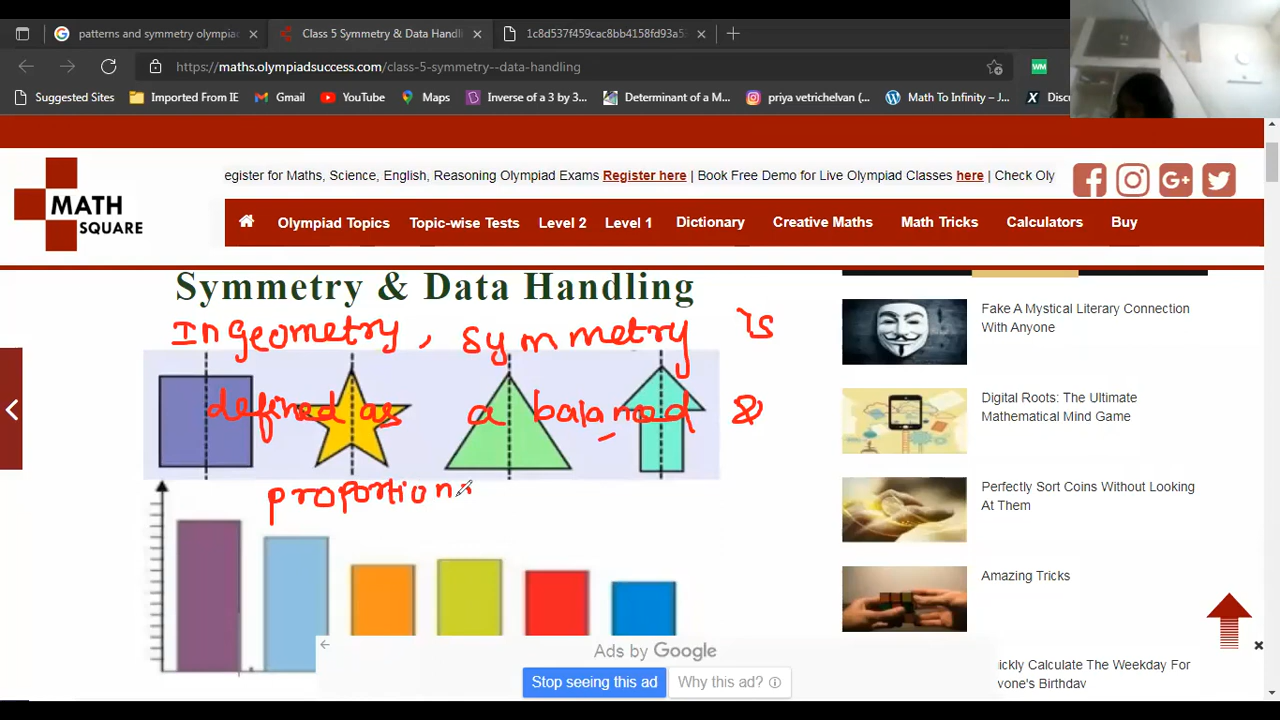 patterns and symmetry olympia
Class 5 Symmetry & Data Handl
1c8d537f459cac8bb4158fd93a5
https://maths.olympiadsuccess.com/class-5-symmetry--data-handling
Suggested Sites
Imported From IE
Gmail
YouTube
Maps
Inverse of a 3 by 3...
Determinant of a M...
priya vetrichelvan (...
Math To Infinity – J...
Discu
WM
MATH
SQUARE
egister for Maths, Science, English, Reasoning Olympiad Exams Register here | Book Free Demo for Live Olympiad Classes here | Check Oly
Olympiad Topics
Topic-wise Tests
Level 2
Level 1
Dictionary
Creative Maths
Math Tricks
Calculators
Buy
Symmetry & Data Handling
In geometry, symmetry is
defined as a balanced &
proportion
Fake A Mystical Literary Connection
With Anyone
Digital Roots: The Ultimate
Mathematical Mind Game
Perfectly Sort Coins Without Looking
At Them
Amazing Tricks
ickly Calculate The Weekday For
yone's Birthday
Ads by Google
Stop seeing this ad
Why this ad?